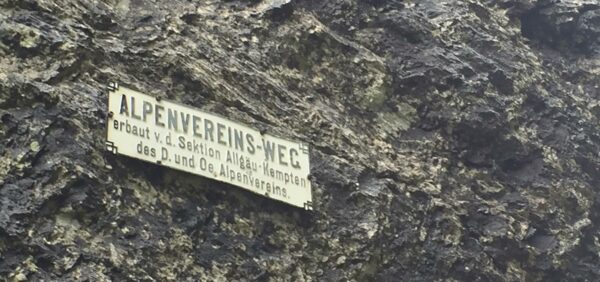 ALPENVEREINS-WEG
erbaut v. d. Sektion Allgäu-Kempten
des D. und Oe. Alpenvereins.